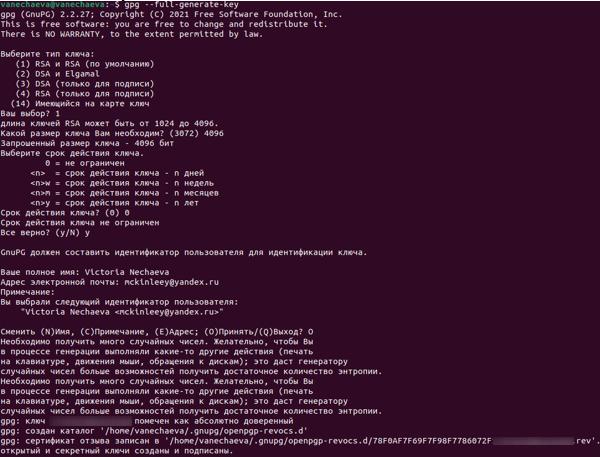 vanechaeva@vanechaeva:~$ gpg --full-generate-key
gpg (GnuPG) 2.2.27; Copyright (C) 2021 Free Software Foundation, Inc.
This is free software: you are free to change and redistribute it.
There is NO WARRANTY, to the extent permitted by law.
Выберите тип ключа:
(1) RSA и RSA (по умолчанию)
(2) DSA и Elgamal
(3) DSA (только для подписи)
(4) RSA (только для подписи)
(14) Имеющийся на карте ключ
Ваш выбор? 1
длина ключей RSA может быть от 1024 до 4096.
Какой размер ключа Вам необходим? (3072) 4096
Запрошенный размер ключа - 4096 бит
Выберите срок действия ключа.
0 = не ограничен
<n> = срок действия ключа - n дней
<n>w = срок действия ключа - n недель
<n>m = срок действия ключа - n месяцев
<n>y = срок действия ключа - n лет
Срок действия ключа? (0) 0
Срок действия ключа не ограничен
Все верно? (y/N) y
GnuPG должен составить идентификатор пользователя для идентификации ключа.
Ваше полное имя: Victoria Nechaeva
Адрес электронной почты: mckinleey@yandex.ru
Примечание:
Вы выбрали следующий идентификатор пользователя:
"Victoria Nechaeva <mckinleey@yandex.ru>"
Сменить (N)Имя, (C)Примечание, (E)Адрес; (O)Принять/(Q)Выход? O
Необходимо получить много случайных чисел. Желательно, чтобы Вы
в процессе генерации выполняли какие-то другие действия (печать
на клавиатуре, движения мыши, обращения к дискам); это даст генератору
случайных чисел больше возможностей получить достаточное количество энтропии.
Необходимо получить много случайных чисел. Желательно, чтобы Вы
в процессе генерации выполняли какие-то другие действия (печать
на клавиатуре, движения мыши, обращения к дискам); это даст генератору
случайных чисел больше возможностей получить достаточное количество энтропии.
gpg: ключ помечен как абсолютно доверенный
gpg: создан каталог '/home/vanechaeva/.gnupg/openpgp-revocs.d'
gpg: сертификат отзыва записан в '/home/vanechaeva/.gnupg/openpgp-revocs.d/78F0AF7F69F7F98F7786072F .rev'.
открытый и секретный ключи созданы и подписаны.